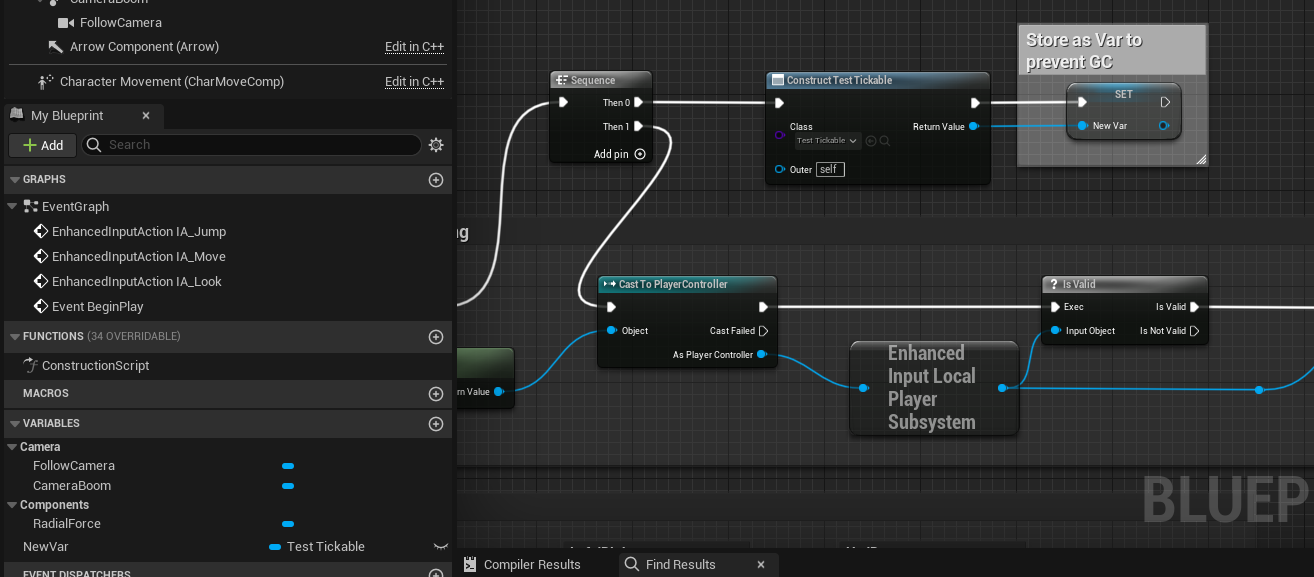 CameraBoom
FollowCamera
Arrow Component (Arrow) Edit in C++
Character Movement (CharMoveComp) Edit in C++
My Blueprint
Add
Search
GRAPHS
EventGraph
EnhancedInputAction IA_Jump
EnhancedInputAction IA_Move
EnhancedInputAction IA_Look
Event BeginPlay
FUNCTIONS (34 OVERRIDABLE)
ConstructionScript
MACROS
VARIABLES
Camera
FollowCamera
CameraBoom
Components
RadialForce
NewVar Test Tickable
EVENT DISPATCHERS
Sequence
Then 0
Then 1
Add pin
Construct Test Tickable
Class
Test Tickable
Return Value
Outer self
Store as Var to
prevent GC
SET
New Var
ng
Cast To PlayerController
Object
Cast Failed
As Player Controller
rn Value
Enhanced
Input Local
Player
Subsystem
? Is Valid
Exec Is Valid
Input Object Is Not Valid
BLUEP
Compiler Results
Find Results